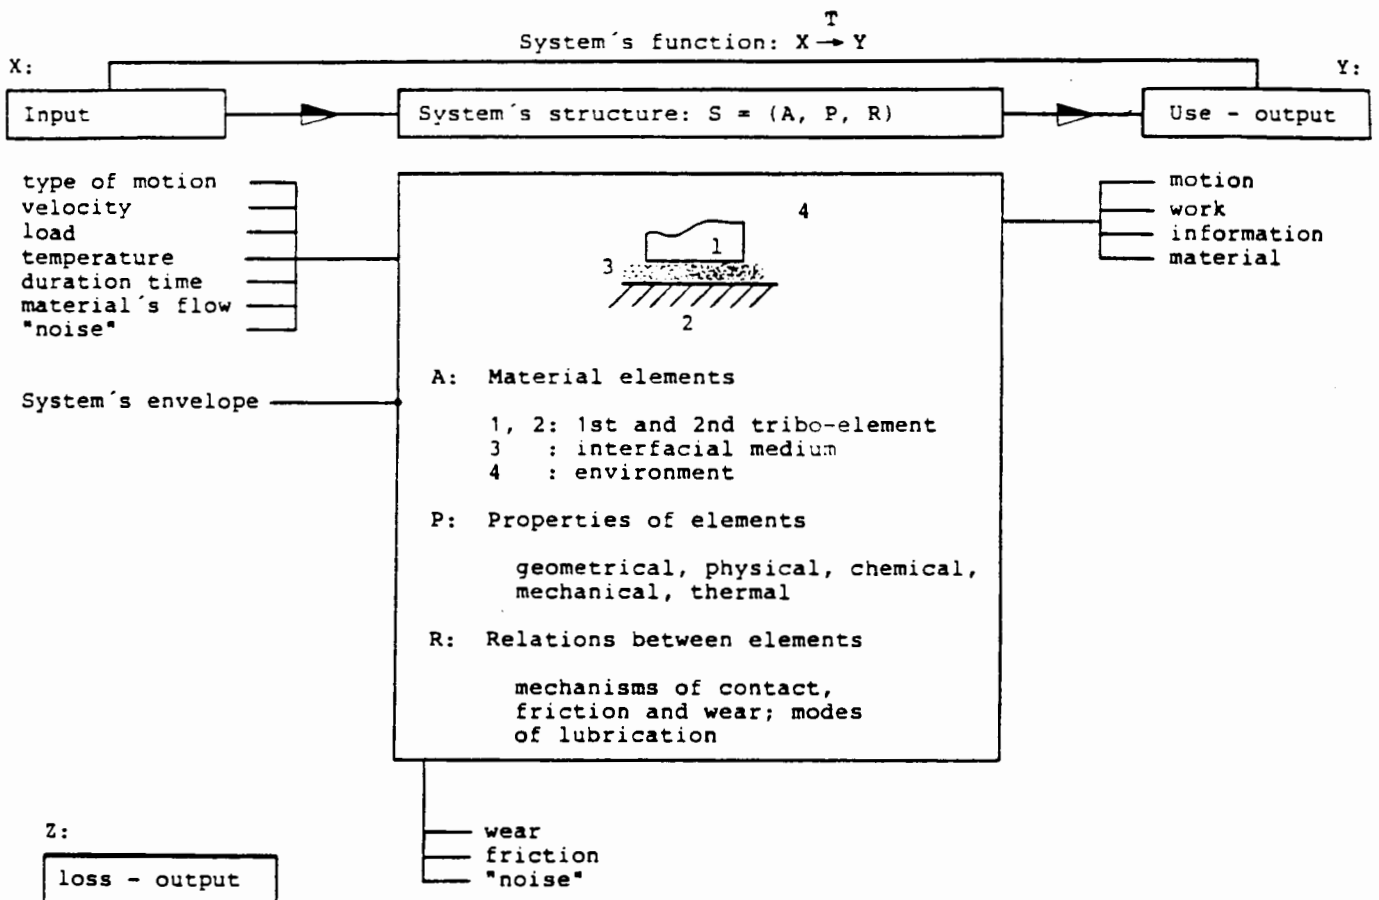 T
System´s function: X → Y
X:
Y:
Input
System´s structure: S = (A, P, R)
Use - output
type of motion
velocity
load
temperature
duration time
material´s flow
"noise"
System´s envelope
4
1
3
2
A: Material elements
1, 2: 1st and 2nd tribo-element
3 : interfacial medium
4 : environment
P: Properties of elements
geometrical, physical, chemical,
mechanical, thermal
R: Relations between elements
mechanisms of contact,
friction and wear; modes
of lubrication
motion
work
information
material
wear
friction
"noise"
Z:
loss - output